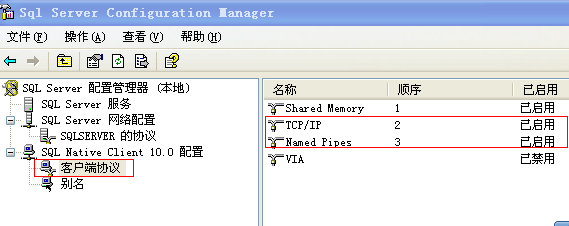 Sql Server Configuration Manager
文件(F) 操作(A) 查看(V) 帮助(H)
SQL Server 配置管理器 (本地)
SQL Server 服务
SQL Server 网络配置
SQLSERVER 的协议
SQL Native Client 10.0 配置
客户端协议
别名
名称 顺序 已启用
Shared Memory 1 已启用
TCP/IP 2 已启用
Named Pipes 3 已启用
VIA 已禁用